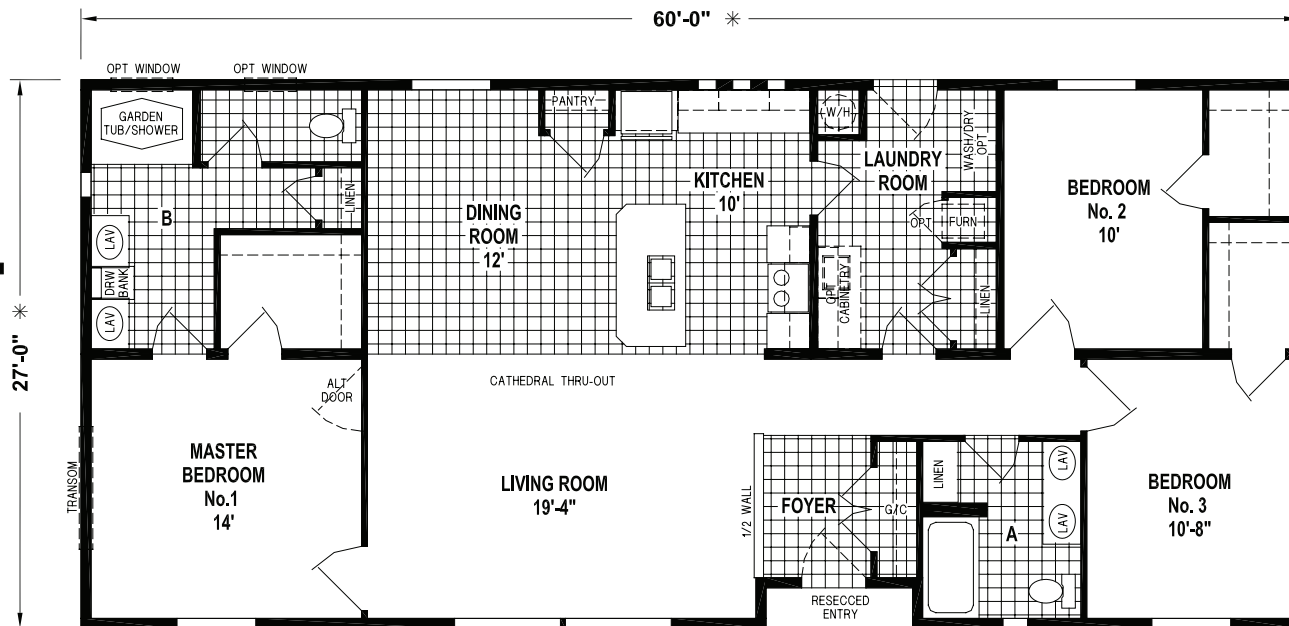 60'-0" ✳
OPT WINDOW
OPT WINDOW
GARDEN
TUB/SHOWER
PANTRY
W/H
WASH/DRY
OPT
LAUNDRY
ROOM
KITCHEN
10'
BEDROOM
No. 2
10'
LINEN
B
DINING
ROOM
12'
LAV
DRW
BANK
LAV
OPT
FURN
OPT
CABINETRY
LINEN
27'-0" ✳
ALT
DOOR
CATHEDRAL THRU-OUT
MASTER
BEDROOM
No.1
14'
TRANSOM
LIVING ROOM
19'-4"
1/2 WALL
FOYER
G/C
LINEN
LAV
LAV
A
BEDROOM
No. 3
10'-8"
RESECCED
ENTRY